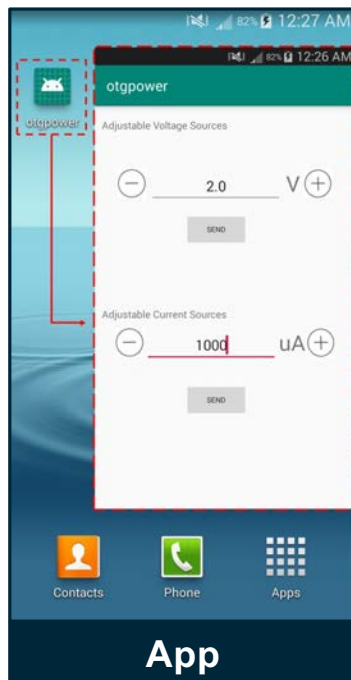 82% 12:27 AM
82% 12:26 AM
otgpower
otgpower
Adjustable Voltage Sources
2.0 V
SEND
Adjustable Current Sources
1000 uA
SEND
Contacts Phone Apps
App